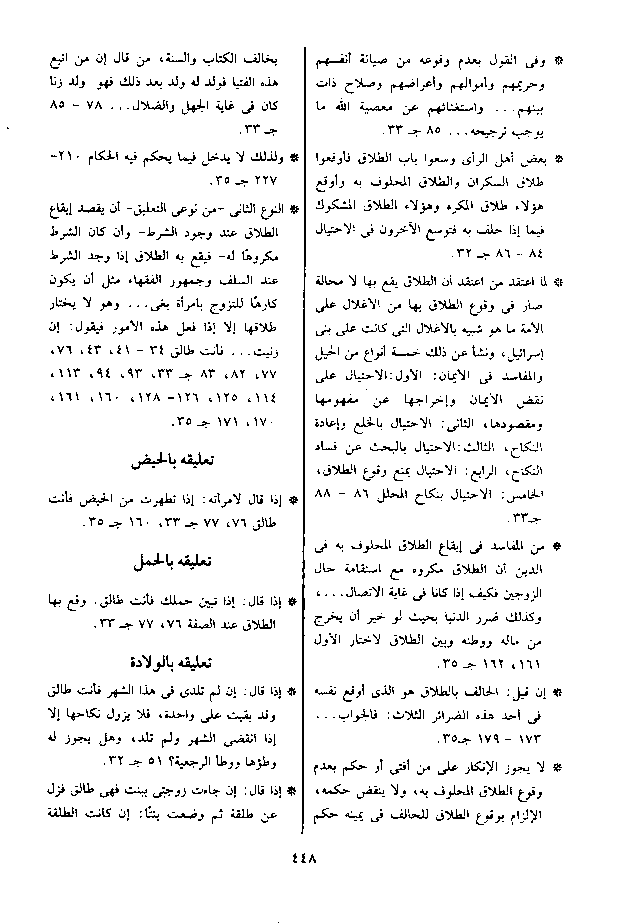 * وفى القول بعدم وقوعه من صيانة أنفسهم
وحريمهم وأموالهم وأعراضهم وصلاح ذات
بينهم... واستغنائهم عن معصية الله ما
يوجب ترجيحه... ٨٥ جـ ٣٣.
* بعض أهل الرأى وسعوا باب الطلاق فأوقعوا
طلاق السكران والطلاق المحلوف به وأوقع
هؤلاء طلاق المكره وهؤلاء الطلاق المشكوك
فيما إذا حلف به فتوسع الآخرون فى الاحتيال
٨٤ - ٨٦ جـ ٣٢.
* لما اعتقد من اعتقد أن الطلاق يقع بها لا محالة
صار فى وقوع الطلاق بها من الأغلال على
الأمة ما هو شبيه بالأغلال التى كانت على بنى
إسرائيل، ونشأ عن ذلك خمسة أنواع من الحيل
والمفاسد فى الأيمان: الأول: الاحتيال على
نقض الأيمان وإخراجها عن مفهومها
ومقصودها، الثانى: الاحتيال بالخلع وإعادة
النكاح، الثالث: الاحتيال بالبحث عن فساد
النكاح، الرابع: الاحتيال بمنع وقوع الطلاق،
الخامس: الاحتيال بنكاح المحلل ٨٦ - ٨٨
جـ٣٣.
* من المفاسد فى إيقاع الطلاق المحلوف به فى
الدين أن الطلاق مكروه مع استقامة حال
الزوجين فكيف إذا كانا فى غاية الاتصال...،
وكذلك ضرر الدنيا بحيث لو خير أن يخرج
من ماله ووطنه وبين الطلاق لاختار الأول
١٦١، ١٦٢ جـ ٣٥.
* إن قيل: الحالف بالطلاق هو الذى أوقع نفسه
فى أحد هذه الضرائر الثلاث: فالجواب...
١٧٣ - ١٧٩ جـ٣٥.
* لا يجوز الإنكار على من أفتى أو حكم بعدم
وقوع الطلاق المحلوف به، ولا ينقض حكمه،
الإلزام بوقوع الطلاق للحالف فى يمينه حكم
يخالف الكتاب والسنة، من قال إن من اتبع
هذه الفتيا فولد له ولد بعد ذلك فهو ولد زنا
كان فى غاية الجهل والضلال... ٧٨ - ٨٥
جـ ٣٣.
* ولذلك لا يدخل فيما يحكم فيه الحكام ٢١٠-
٢٢٧ جـ ٣٥.
* النوع الثانى -من نوعى التعليق- أن يقصد إيقاع
الطلاق عند وجود الشرط- وأن كان الشرط
مكروهًا له- فيقع به الطلاق إذا وجد الشرط
عند السلف وجمهور الفقهاء، مثل أن يكون
كارهًا للتزوج بامرأة بغى... وهو لا يختار
طلاقها إلا إذا فعل هذه الأمور فيقول: إن
زنيت... فأنت طالق ٣٤ - ٤١، ٤٣، ٧٦،
٧٧، ٨٢، ٨٣ جـ ٣٣، ٩٣، ٩٤، ١١٣،
١١٤، ١٢٥، ١٢٦- ١٢٨، ١٦٠، ١٦١،
١٧٠، ١٧١ جـ ٣٥.
تعليقه بالحيض
* إذا قال لامرأته: إذا تطهرت من الحيض فأنت
طالق ٧٦، ٧٧ جـ ٣٣، ١٦٠ جـ ٣٥.
تعليقه بالحمل
* إذا قال: إذا تبين حملك فأنت طالق. وقع بها
الطلاق عند الصفة ٧٦، ٧٧ جـ ٣٣.
تعليقه بالولادة
* إذا قال: إن لم تلدى فى هذا الشهر فأنت طالق
وقد بقيت على واحدة، فلا يزول نكاحها إلا
إذا انقضى الشهر ولم تلد، وهل يجوز له
وطؤها ووطأ الرجعية؟ ٥١ جـ ٣٢.
* إذا قال: إن جاءت زوجتى ببنت فهى طالق فزل
عن طلقة ثم وضعت بنتًا: إن كانت الطلقة
٤٤٨